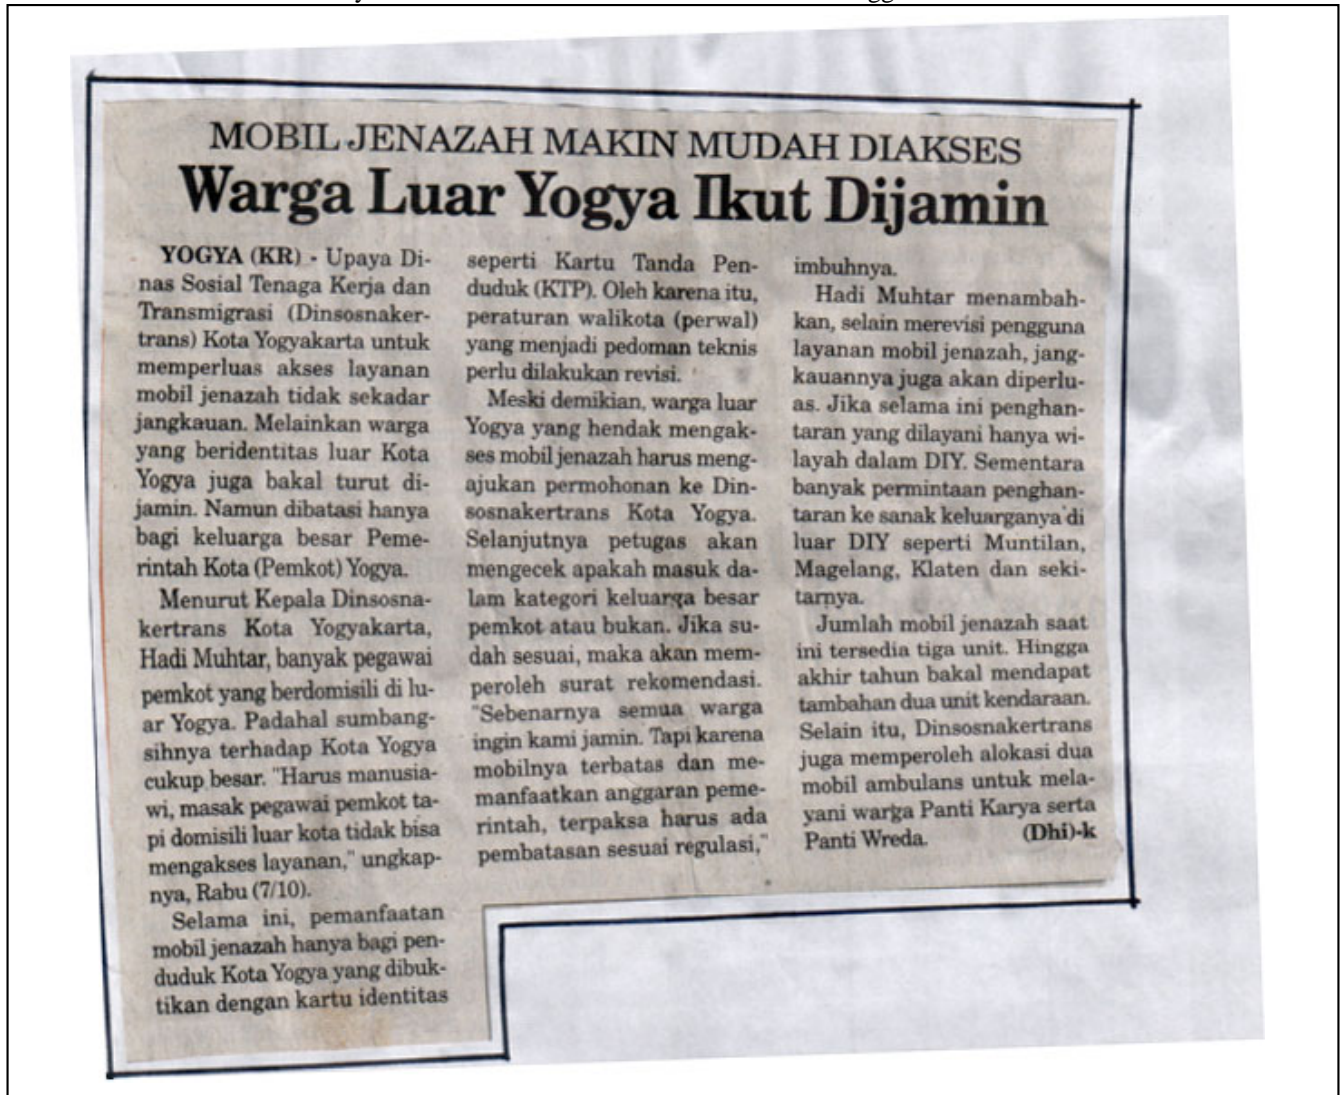 MOBIL JENAZAH MAKIN MUDAH DIAKSES
Warga Luar Yogya Ikut Dijamin
YOGYA (KR) - Upaya Di-
nas Sosial Tenaga Kerja dan
Transmigrasi (Dinsosnaker-
trans) Kota Yogyakarta untuk
memperluas akses layanan
mobil jenazah tidak sekadar
jangkauan. Melainkan warga
yang beridentitas luar Kota
Yogya juga bakal turut di-
jamin. Namun dibatasi hanya
bagi keluarga besar Peme-
rintah Kota (Pemkot) Yogya.
Menurut Kepala Dinsosna-
kertrans Kota Yogyakarta,
Hadi Muhtar, banyak pegawai
pemkot yang berdomisili di lu-
ar Yogya. Padahal sumbang-
sihnya terhadap Kota Yogya
cukup besar. "Harus manusia-
wi, masak pegawai pemkot ta-
pi domisili luar kota tidak bisa
mengakses layanan," ungkap-
nya, Rabu (7/10).
Selama ini, pemanfaatan
mobil jenazah hanya bagi pen-
duduk Kota Yogya yang dibuk-
tikan dengan kartu identitas
seperti Kartu Tanda Pen-
duduk (KTP). Oleh karena itu,
peraturan walikota (perwal)
yang menjadi pedoman teknis
perlu dilakukan revisi.
Meski demikian, warga luar
Yogya yang hendak mengak-
ses mobil jenazah harus meng-
ajukan permohonan ke Din-
sosnakertrans Kota Yogya.
Selanjutnya petugas akan
mengecek apakah masuk da-
lam kategori keluarga besar
pemkot atau bukan. Jika su-
dah sesuai, maka akan mem-
peroleh surat rekomendasi.
"Sebenarnya semua warga
ingin kami jamin. Tapi karena
mobilnya terbatas dan me-
manfaatkan anggaran peme-
rintah, terpaksa harus ada
pembatasan sesuai regulasi,"
imbuhnya.
Hadi Muhtar menambah-
kan, selain merevisi pengguna
layanan mobil jenazah, jang-
kauannya juga akan diperlu-
as. Jika selama ini penghan-
taran yang dilayani hanya wi-
layah dalam DIY. Sementara
banyak permintaan penghan-
taran ke sanak keluarganya di
luar DIY seperti Muntilan,
Magelang, Klaten dan seki-
tarnya.
Jumlah mobil jenazah saat
ini tersedia tiga unit. Hingga
akhir tahun bakal mendapat
tambahan dua unit kendaraan.
Selain itu, Dinsosnakertrans
juga memperoleh alokasi dua
mobil ambulans untuk mela-
yani warga Panti Karya serta
Panti Wreda. (Dhi)-k